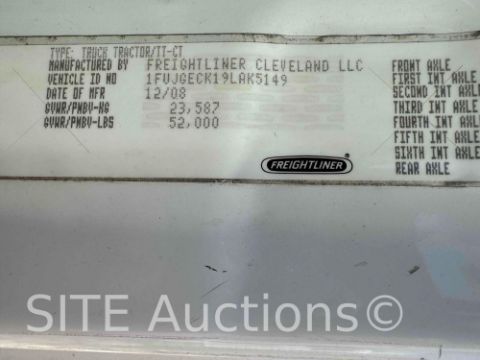 TYPE: TRUCK TRACTOR/TT-CT
MANUFACTURED BY FREIGHTLINER CLEVELAND LLC
VEHICLE ID NO 1FUJGECK19LAK5149
DATE OF MFR 12/08
GVWR/PNBV-KG 23,587
GVWR/PNBV-LBS 52,000
FRONT AXLE
FIRST INT AXLE
SECOND INT AXLE
THIRD INT AXLE
FOURTH INT AXLE
FIFTH INT AXLE
SIXTH INT AXLE
REAR AXLE
FREIGHTLINER
SITE Auctions©